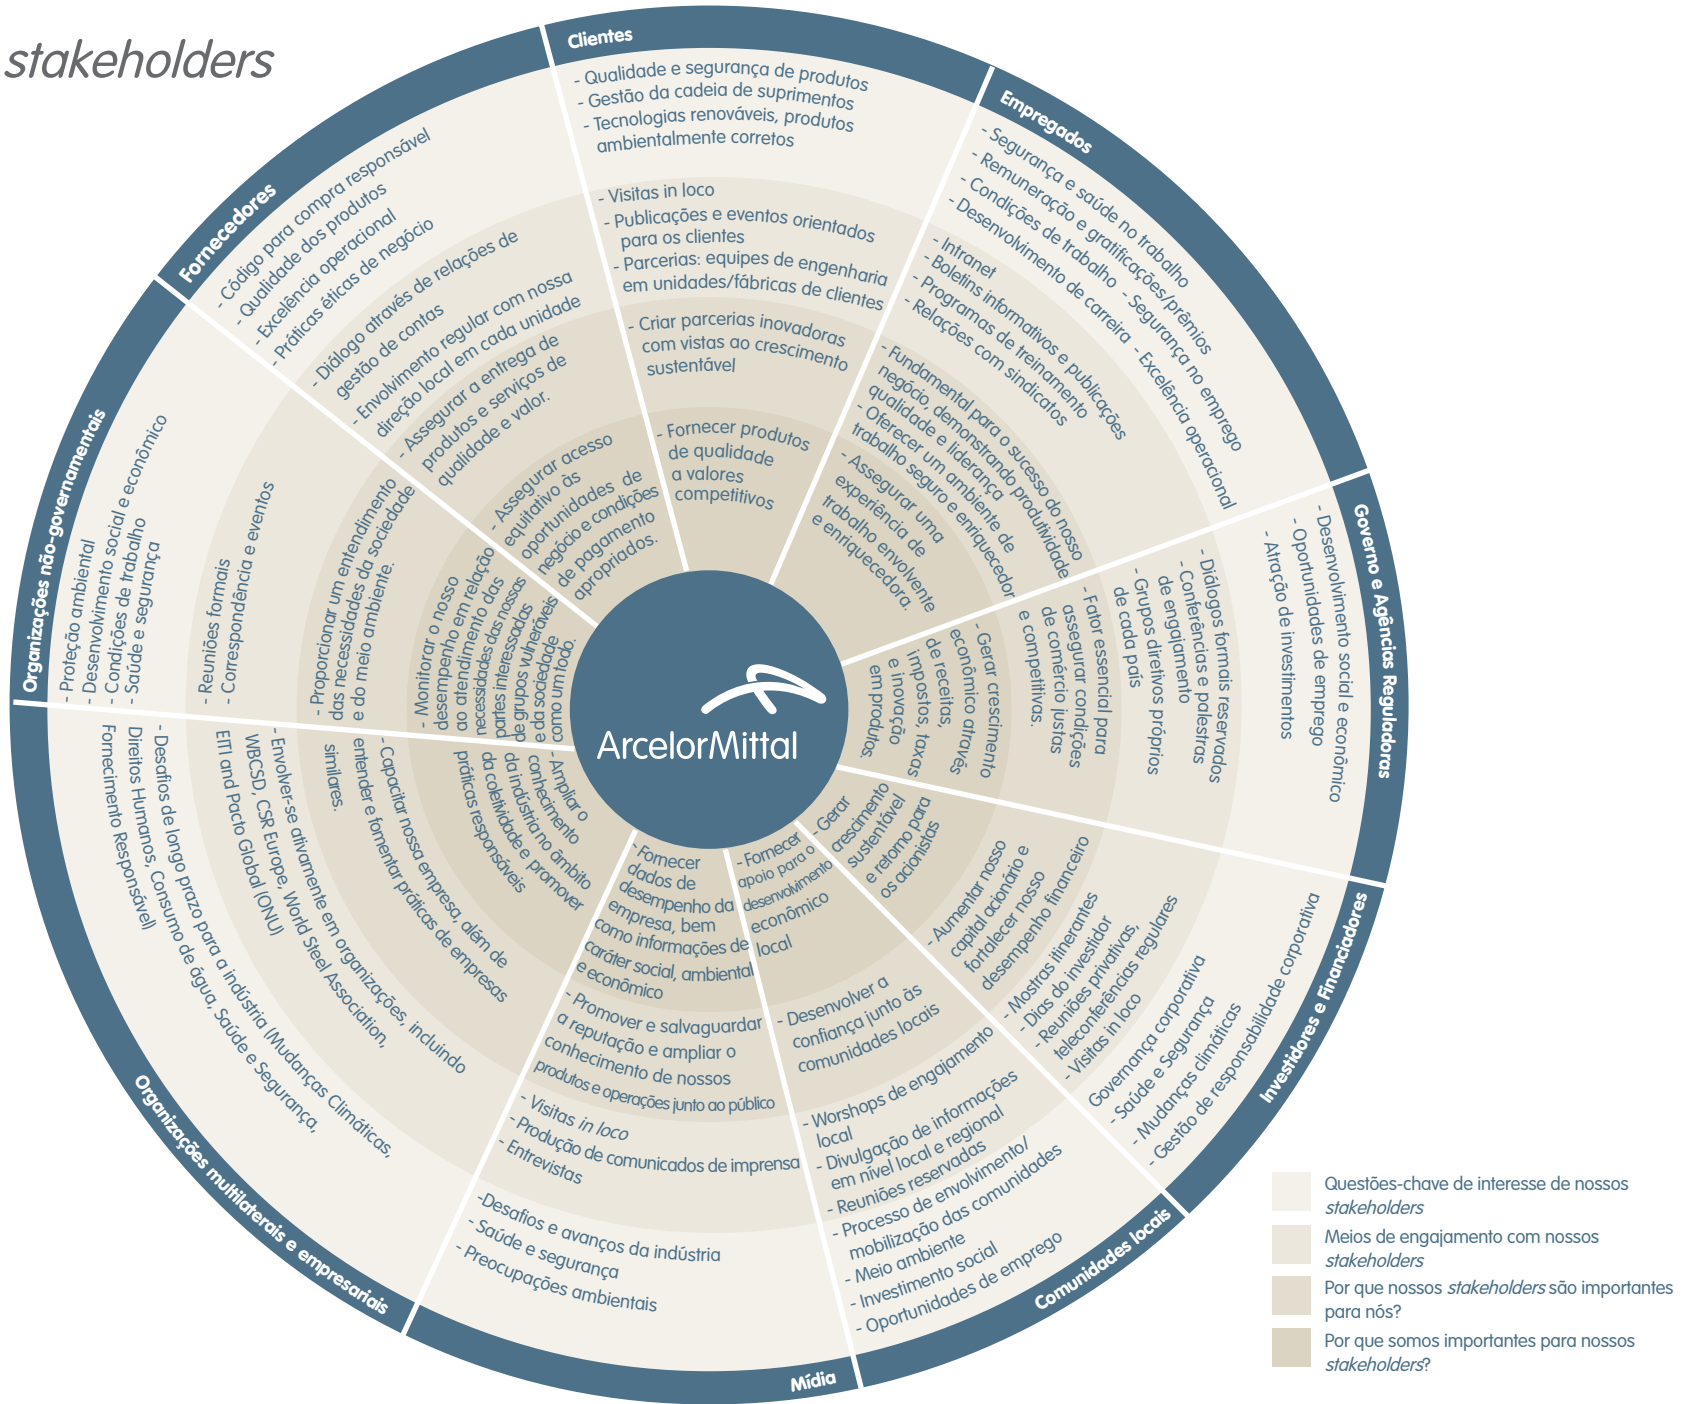 stakeholders
Clientes
- Qualidade e segurança de produtos
- Gestão da cadeia de suprimentos
- Tecnologias renováveis, produtos
ambientalmente corretos
- Visitas in loco
- Publicações e eventos orientados
para os clientes
- Parcerias: equipes de engenharia
em unidades/fábricas de clientes
- Criar parcerias inovadoras
com vistas ao crescimento
sustentável
- Fornecer produtos
de qualidade
a valores
competitivos
Empregados
- Segurança e saúde no trabalho
- Remuneração e gratificações/prêmios
- Condições de trabalho - Segurança no emprego
- Desenvolvimento de carreira - Excelência operacional
- Intranet
- Boletins informativos e publicações
- Programas de treinamento
- Relações com sindicatos
- Fundamental para o sucesso do nosso
negócio, demonstrando produtividade
qualidade e liderança
- Oferecer um ambiente de
trabalho seguro e enriquecedor
- Assegurar uma
experiência de
trabalho envolvente
e enriquecedora.
Governo e Agências Reguladoras
- Desenvolvimento social e econômico
- Oportunidades de emprego
- Atração de investimentos
- Diálogos formais reservados
- Conferências e palestras
de engajamento
- Grupos diretivos próprios
de cada país
- Fator essencial para
assegurar condições
de comércio justas
e competitivas.
- Gerar crescimento
econômico através
de receitas,
impostos, taxas
e inovação
em produtos.
Investidores e Financiadores
Governança corporativa
- Saúde e Segurança
- Mudanças climáticas
- Gestão de responsabilidade corporativa
- Mostras itinerantes
- Dias do investidor
- Reuniões privativas,
teleconferências regulares
- Visitas in loco
- Aumentar nosso
capital acionário e
fortalecer nosso
desempenho financeiro
- Gerar
crescimento
sustentável
e retorno para
os acionistas
Comunidades locais
- Processo de envolvimento/
mobilização das comunidades
- Meio ambiente
- Investimento social
- Oportunidades de emprego
- Worshops de engajamento
local
- Divulgação de informações
em nível local e regional
- Reuniões reservadas
- Desenvolver a
confiança junto às
comunidades locais
- Fornecer
apoio para o
desenvolvimento
econômico
local
Mídia
-Desafios e avanços da indústria
- Saúde e segurança
- Preocupações ambientais
- Visitas in loco
- Produção de comunicados de imprensa
- Entrevistas
- Promover e salvaguardar
a reputação e ampliar o
conhecimento de nossos
produtos e operações junto ao público
- Fornecer
dados de
desempenho da
empresa, bem
como informações de
caráter social, ambiental
e econômico
Organizações multilaterais e empresariais
- Desafios de longo prazo para a indústria (Mudanças Climáticas,
Direitos Humanos, Consumo de água, Saúde e Segurança,
Fornecimento Responsável)
- Envolver-se ativamente em organizações, incluindo
WBCSD, CSR Europe, World Steel Association,
EITI and Pacto Global (ONU)
- Capacitar nossa empresa, além de
entender e fomentar práticas de empresas
similares.
- Ampliar o
conhecimento
da indústria no âmbito
da coletividade e promover
práticas responsáveis
Organizações não-governamentais
- Proteção ambiental
- Desenvolvimento social e econômico
- Condições de trabalho
- Saúde e segurança
- Reuniões formais
- Correspondência e eventos
- Proporcionar um entendimento
das necessidades da sociedade
e do meio ambiente.
- Monitorar o nosso
desempenho em relação
ao atendimento das
necessidades das nossas
partes interessadas
de grupos vulneráveis
e da sociedade
como um todo.
Fornecedores
- Código para compra responsável
- Qualidade dos produtos
- Excelência operacional
- Práticas éticas de negócio
- Diálogo através de relações de
gestão de contas
- Envolvimento regular com nossa
direção local em cada unidade
- Assegurar a entrega de
produtos e serviços de
qualidade e valor.
- Assegurar acesso
equitativo às
oportunidades de
negócio e condições
de pagamento
apropriados.
ArcelorMittal
Questões-chave de interesse de nossos
stakeholders
Meios de engajamento com nossos
stakeholders
Por que nossos stakeholders são importantes
para nós?
Por que somos importantes para nossos
stakeholders?